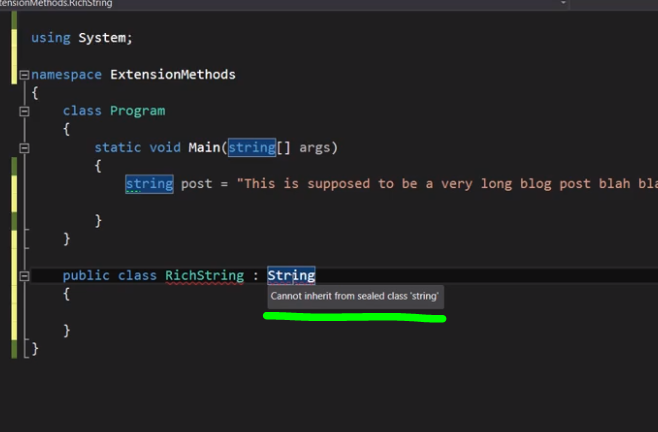 tensionMethods.RichString
using System;
namespace ExtensionMethods
{
class Program
{
static void Main(string[] args)
{
string post = "This is supposed to be a very long blog post blah bla
}
}
public class RichString : String
{
Cannot inherit from sealed class 'string'
}
}